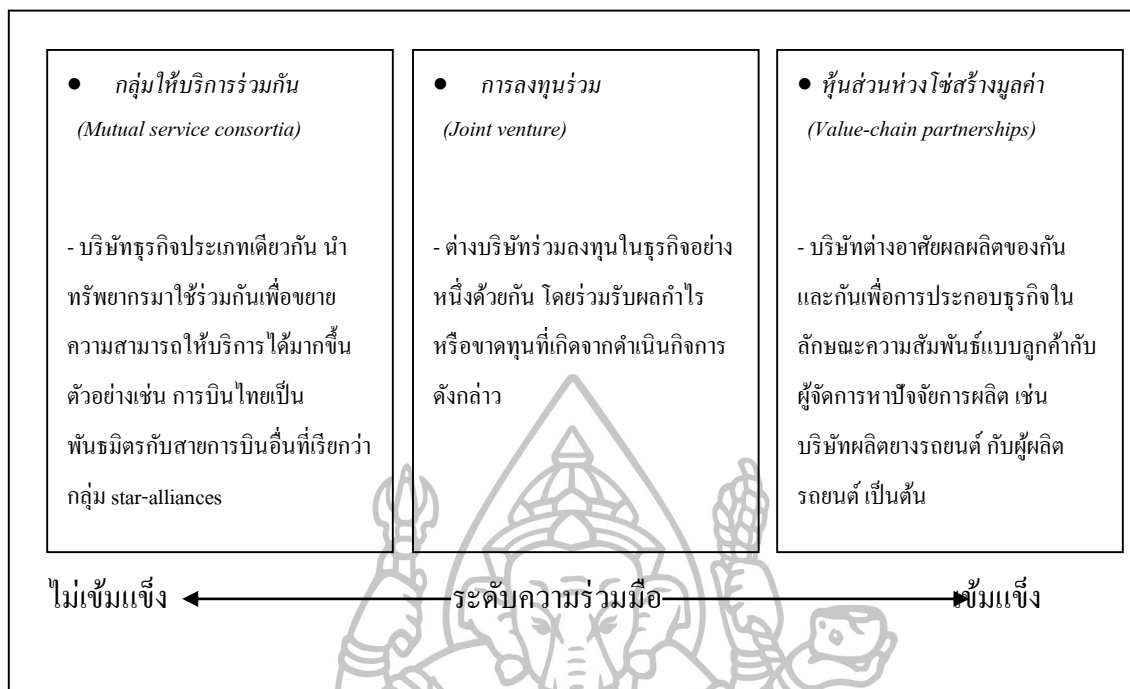 ● กลุ่มให้บริการร่วมกัน
(Mutual service consortia)
- บริษัทธุรกิจประเภทเดียวกัน นำ
ทรัพยากรมาใช้ร่วมกันเพื่อขยาย
ความสามารถให้บริการได้มากขึ้น
ตัวอย่างเช่น การบินไทยเป็น
พันธมิตรกับสายการบินอื่นที่เรียกว่า
กลุ่ม star-alliances
● การลงทุนร่วม
(Joint venture)
- ต่างบริษัทร่วมลงทุนในธุรกิจอย่าง
หนึ่งด้วยกัน โดยร่วมรับผลกำไร
หรือขาดทุนที่เกิดจากดำเนินกิจการ
ดังกล่าว
● หุ้นส่วนห่วงโซ่สร้างมูลค่า
(Value-chain partnerships)
- บริษัทต่างอาศัยผลผลิตของกัน
และกันเพื่อการประกอบธุรกิจใน
ลักษณะความสัมพันธ์แบบลูกค้ากับ
ผู้จัดการหาปัจจัยการผลิต เช่น
บริษัทผลิตยางรถยนต์ กับผู้ผลิต
รถยนต์ เป็นต้น
ไม่เข้มแข็ง ระดับความร่วมมือ เข้มแข็ง